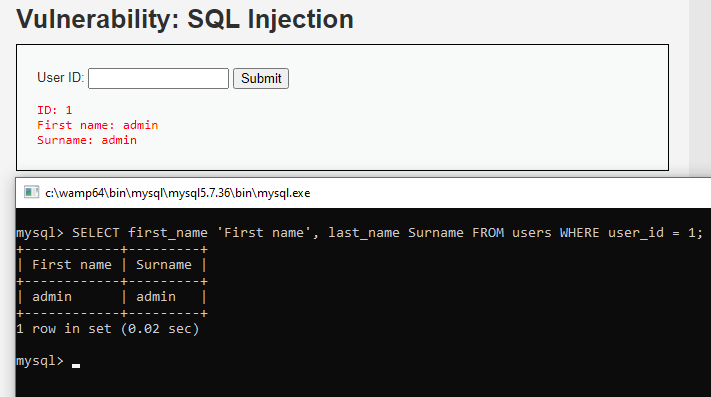 Vulnerability: SQL Injection
User ID: Submit
ID: 1
First name: admin
Surname: admin
c:\wamp64\bin\mysql\mysql5.7.36\bin\mysql.exe
mysql> SELECT first_name 'First name', last_name Surname FROM users WHERE user_id = 1;
+------------+---------+
| First name | Surname |
+------------+---------+
| admin      | admin   |
+------------+---------+
1 row in set (0.02 sec)
mysql>